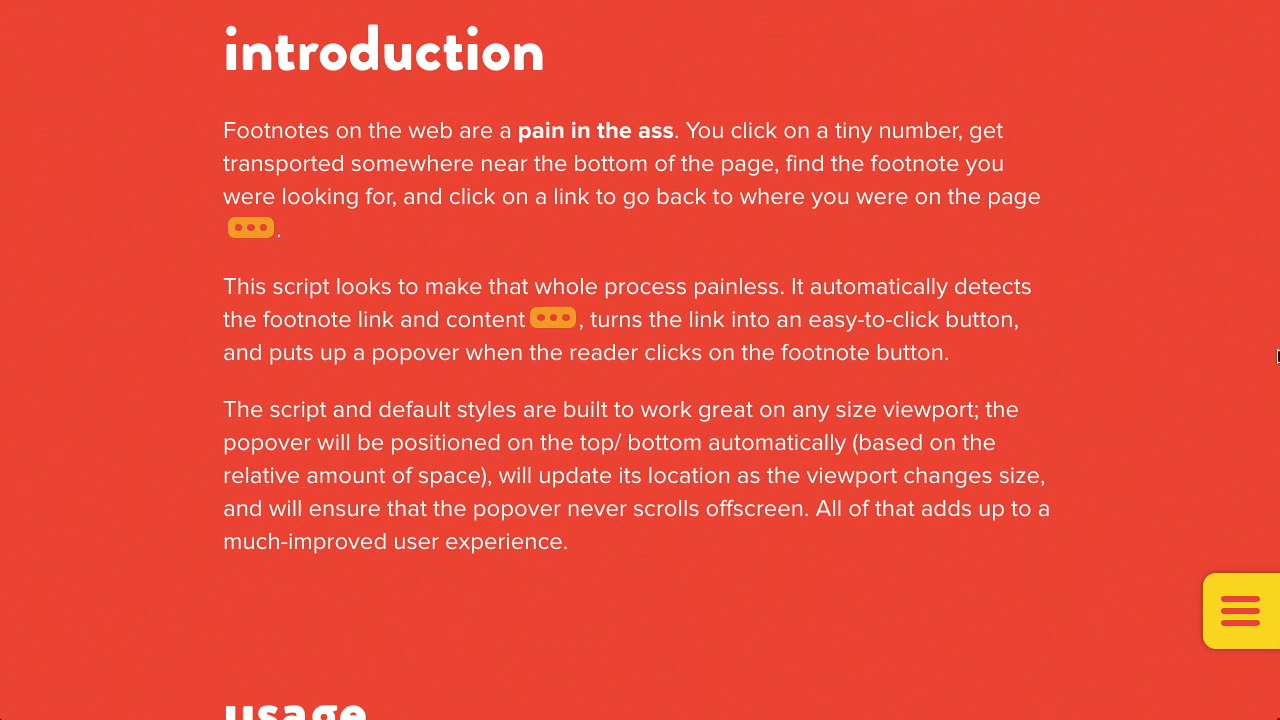 introduction
Footnotes on the web are a pain in the ass. You click on a tiny number, get
transported somewhere near the bottom of the page, find the footnote you
were looking for, and click on a link to go back to where you were on the page
.
This script looks to make that whole process painless. It automatically detects
the footnote link and content , turns the link into an easy-to-click button,
and puts up a popover when the reader clicks on the footnote button.
The script and default styles are built to work great on any size viewport; the
popover will be positioned on the top/ bottom automatically (based on the
relative amount of space), will update its location as the viewport changes size,
and will ensure that the popover never scrolls offscreen. All of that adds up to a
much-improved user experience.
usage